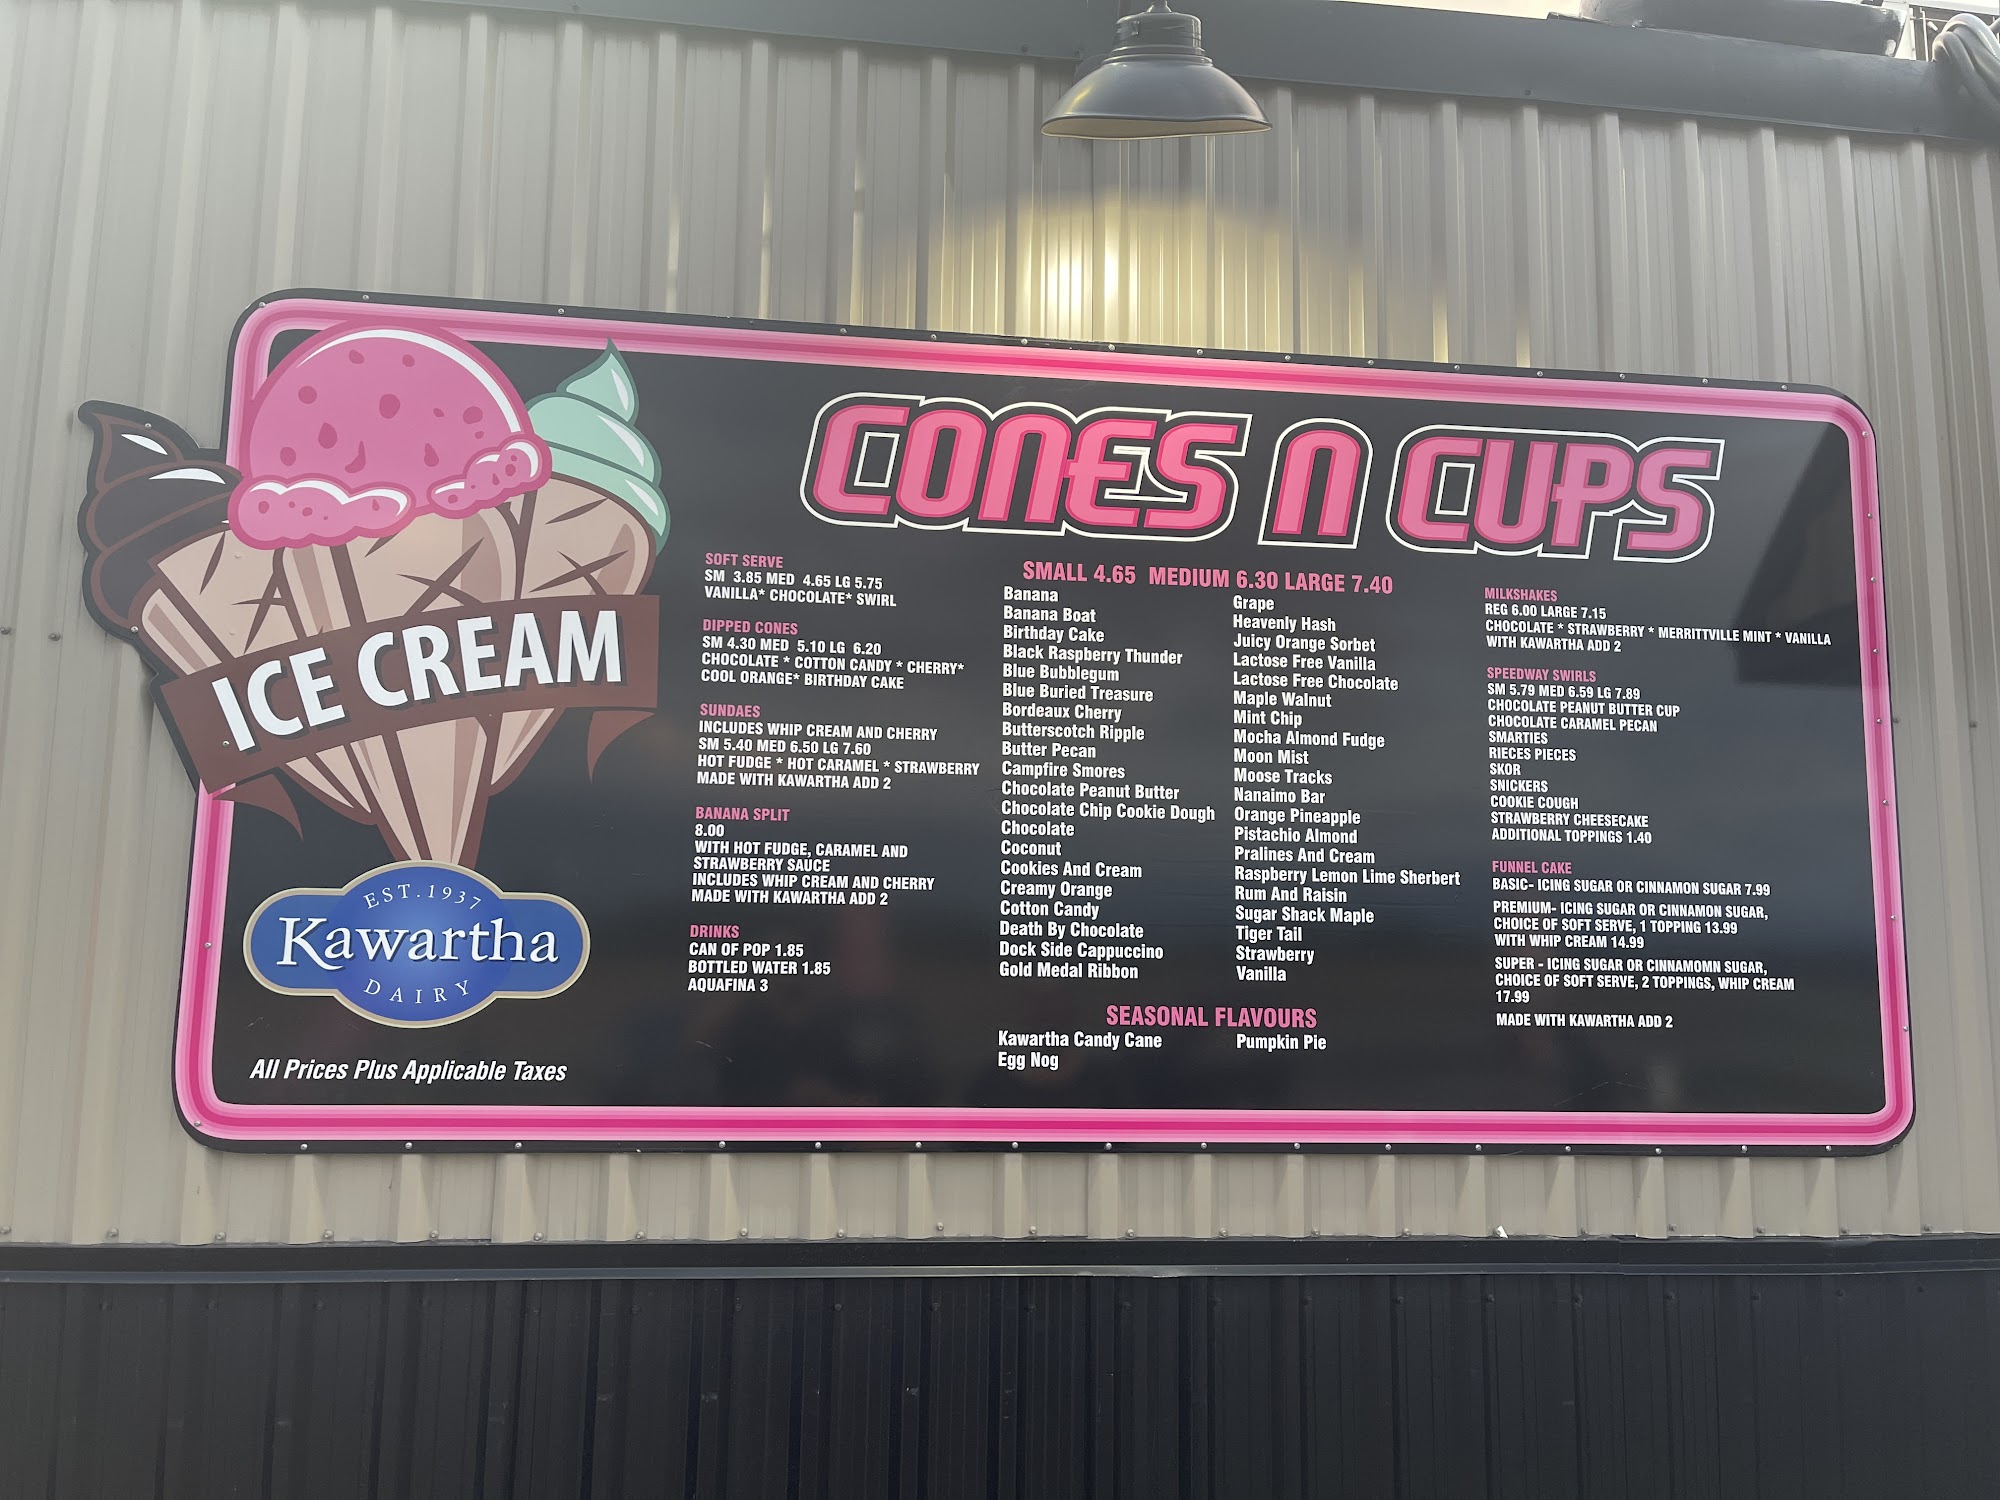 CONES N CUPS
ICE CREAM
EST. 1937
Kawartha
DAIRY
All Prices Plus Applicable Taxes
SOFT SERVE
SM 3.85 MED 4.65 LG 5.75
VANILLA* CHOCOLATE* SWIRL
DIPPED CONES
SM 4.30 MED 5.10 LG 6.20
CHOCOLATE * COTTON CANDY * CHERRY*
COOL ORANGE* BIRTHDAY CAKE
SUNDAES
INCLUDES WHIP CREAM AND CHERRY
SM 5.40 MED 6.50 LG 7.60
HOT FUDGE * HOT CARAMEL * STRAWBERRY
MADE WITH KAWARTHA ADD 2
BANANA SPLIT
8.00
WITH HOT FUDGE, CARAMEL AND
STRAWBERRY SAUCE
INCLUDES WHIP CREAM AND CHERRY
MADE WITH KAWARTHA ADD 2
DRINKS
CAN OF POP 1.85
BOTTLED WATER 1.85
AQUAFINA 3
SMALL 4.65 MEDIUM 6.30 LARGE 7.40
Banana
Banana Boat
Birthday Cake
Black Raspberry Thunder
Blue Bubblegum
Blue Buried Treasure
Bordeaux Cherry
Butterscotch Ripple
Butter Pecan
Campfire Smores
Chocolate Peanut Butter
Chocolate Chip Cookie Dough
Chocolate
Coconut
Cookies And Cream
Creamy Orange
Cotton Candy
Death By Chocolate
Dock Side Cappuccino
Gold Medal Ribbon
Grape
Heavenly Hash
Juicy Orange Sorbet
Lactose Free Vanilla
Lactose Free Chocolate
Maple Walnut
Mint Chip
Mocha Almond Fudge
Moon Mist
Moose Tracks
Nanaimo Bar
Orange Pineapple
Pistachio Almond
Pralines And Cream
Raspberry Lemon Lime Sherbert
Rum And Raisin
Sugar Shack Maple
Tiger Tail
Strawberry
Vanilla
SEASONAL FLAVOURS
Kawartha Candy Cane
Egg Nog
Pumpkin Pie
MILKSHAKES
REG 6.00 LARGE 7.15
CHOCOLATE * STRAWBERRY * MERRITTVILLE MINT * VANILLA
WITH KAWARTHA ADD 2
SPEEDWAY SWIRLS
SM 5.79 MED 6.59 LG 7.89
CHOCOLATE PEANUT BUTTER CUP
CHOCOLATE CARAMEL PECAN
SMARTIES
RIECES PIECES
SKOR
SNICKERS
COOKIE COUGH
STRAWBERRY CHEESECAKE
ADDITIONAL TOPPINGS 1.40
FUNNEL CAKE
BASIC- ICING SUGAR OR CINNAMON SUGAR 7.99
PREMIUM- ICING SUGAR OR CINNAMON SUGAR,
CHOICE OF SOFT SERVE, 1 TOPPING 13.99
WITH WHIP CREAM 14.99
SUPER - ICING SUGAR OR CINNAMOMN SUGAR,
CHOICE OF SOFT SERVE, 2 TOPPINGS, WHIP CREAM
17.99
MADE WITH KAWARTHA ADD 2